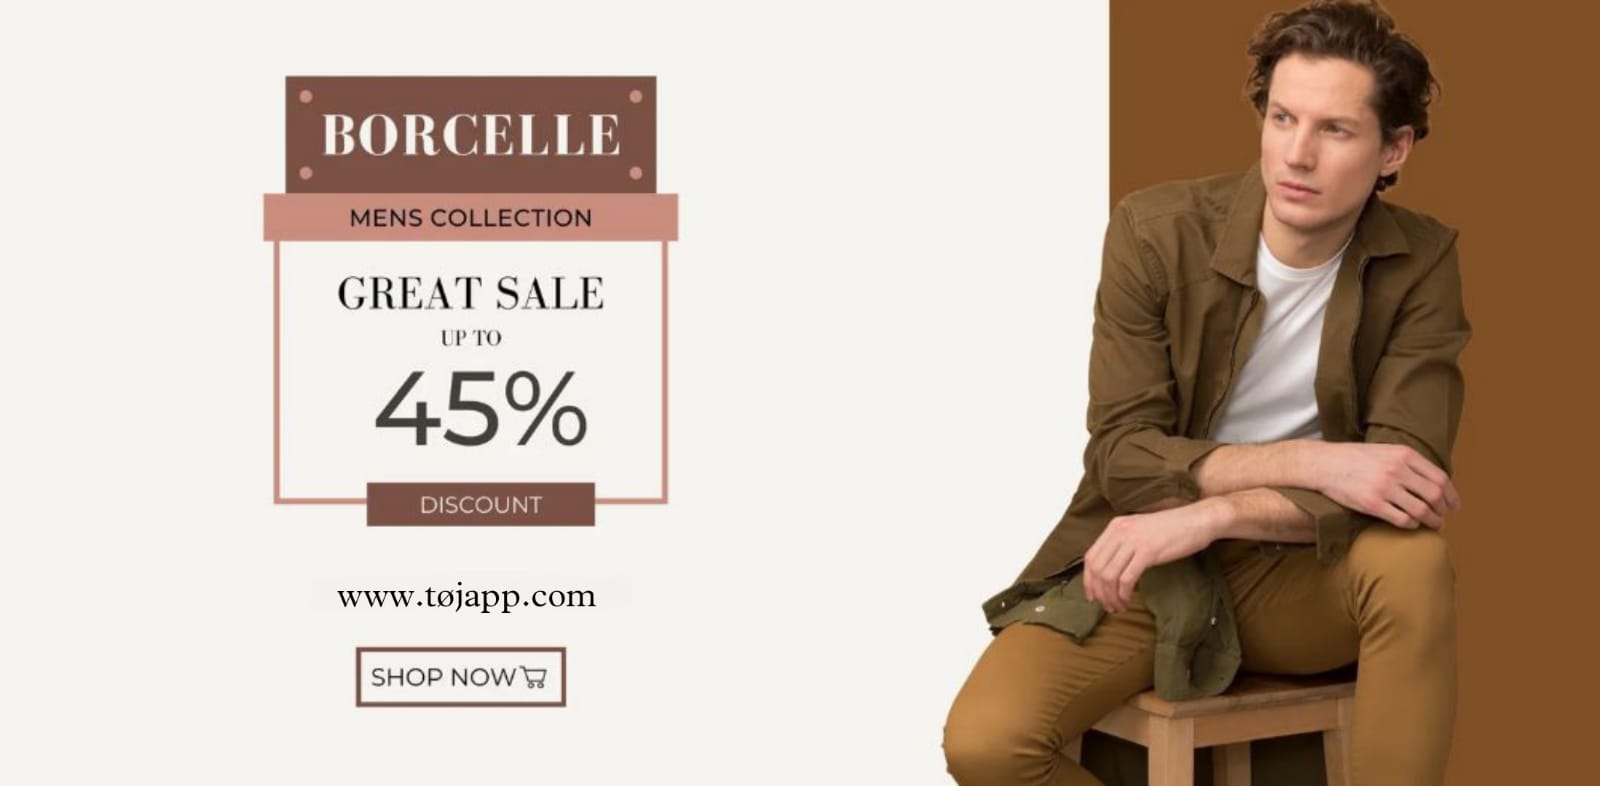 BORCELLE
MENS COLLECTION
GREAT SALE
UP TO
45%
DISCOUNT
www.tøjapp.com
SHOP NOW